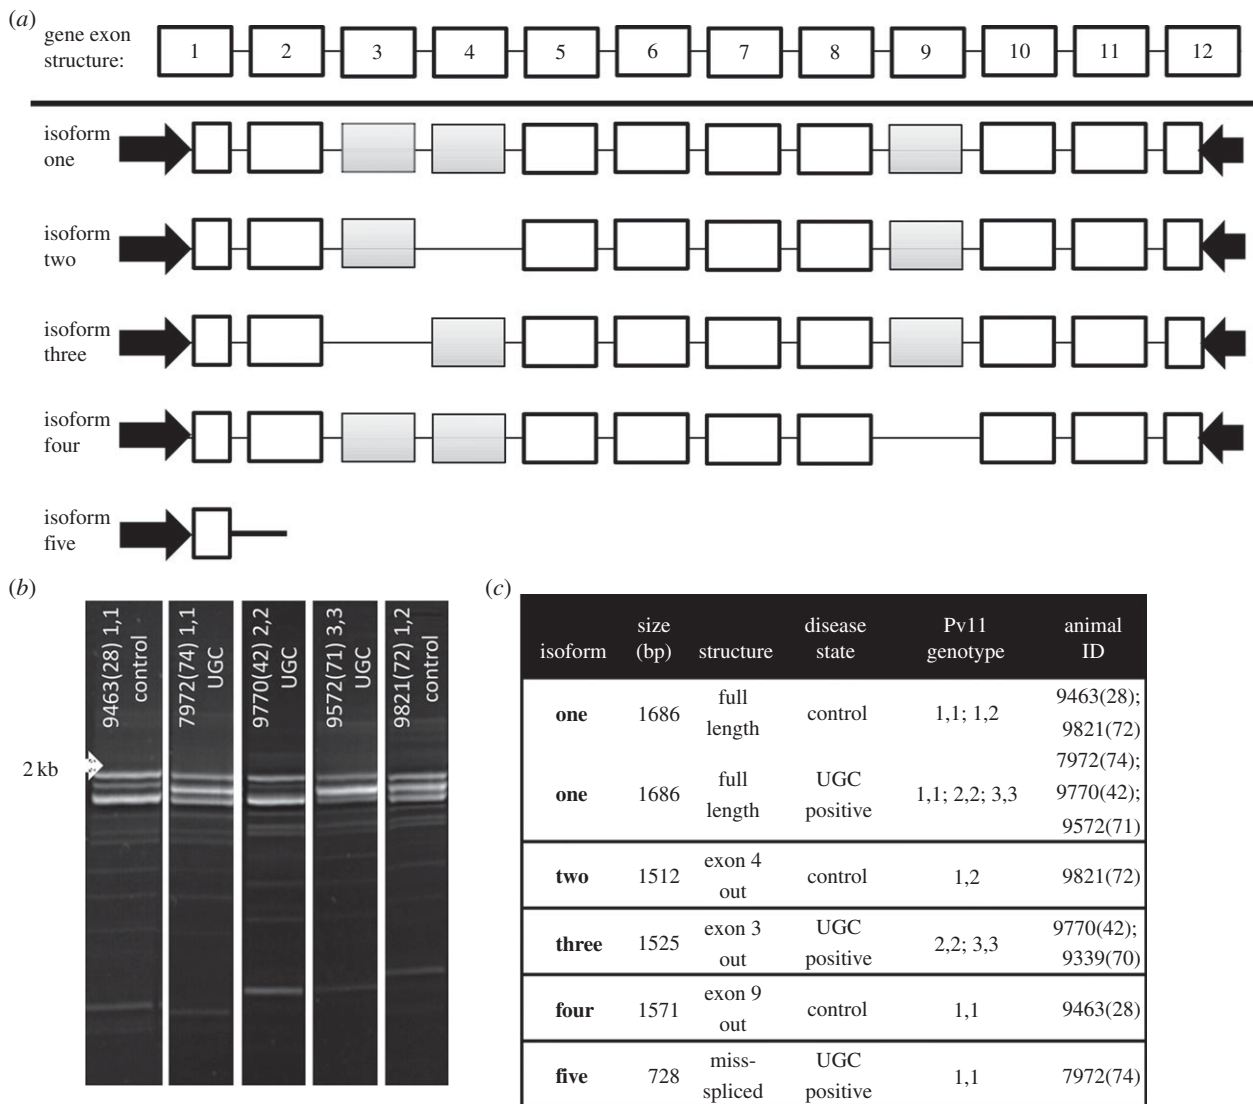 (a)
gene exon
structure:
1 2 3 4 5 6 7 8 9 10 11 12
isoform
one
isoform
two
isoform
three
isoform
four
isoform
five
(b)
9463(28) 1,1
control
7972(74) 1,1
UGC
9770(42) 2,2
UGC
9572(71) 3,3
UGC
9821(72) 1,2
control
2 kb
(c)
isoform size (bp) structure disease state Pv11 genotype animal ID
one 1686 full length control 1,1; 1,2 9463(28); 9821(72)
one 1686 full length UGC positive 1,1; 2,2; 3,3 7972(74); 9770(42); 9572(71)
two 1512 exon 4 out control 1,2 9821(72)
three 1525 exon 3 out UGC positive 2,2; 3,3 9770(42); 9339(70)
four 1571 exon 9 out control 1,1 9463(28)
five 728 miss-spliced UGC positive 1,1 7972(74)